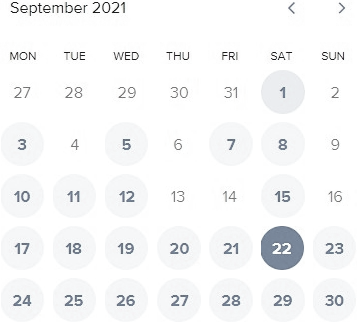 September 2021
MON TUE WED THU FRI SAT SUN
27 28 29 30 31 1 2
3 4 5 6 7 8 9
10 11 12 13 14 15 16
17 18 19 20 21 22 23
24 25 26 27 28 29 30